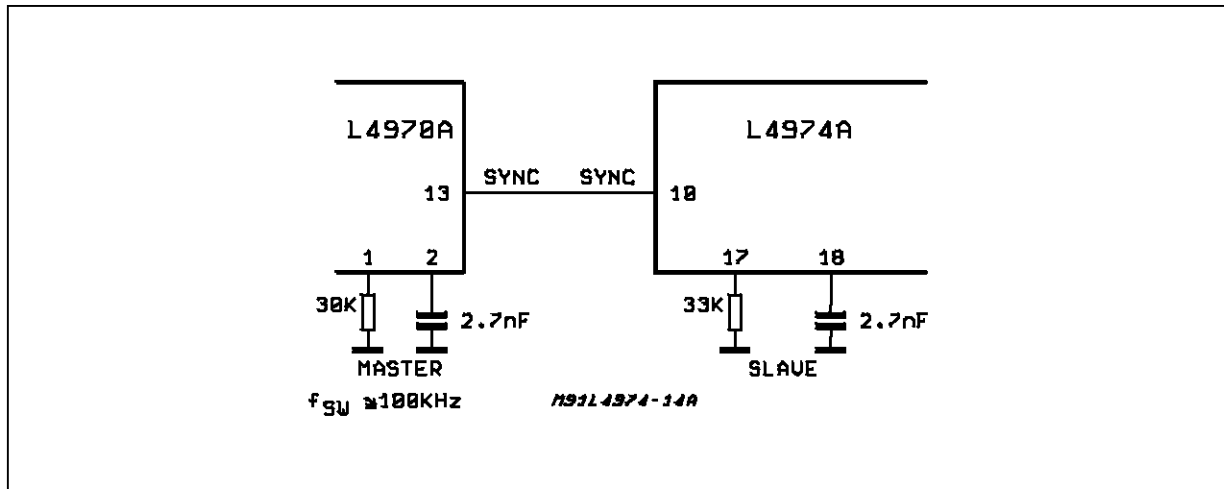 L4970A
L4974A
SYNC SYNC
13
10
1 2
17 18
30K
2.7nF
33K
2.7nF
MASTER
SLAVE
fSW ≅100KHz
M91L4974-14A